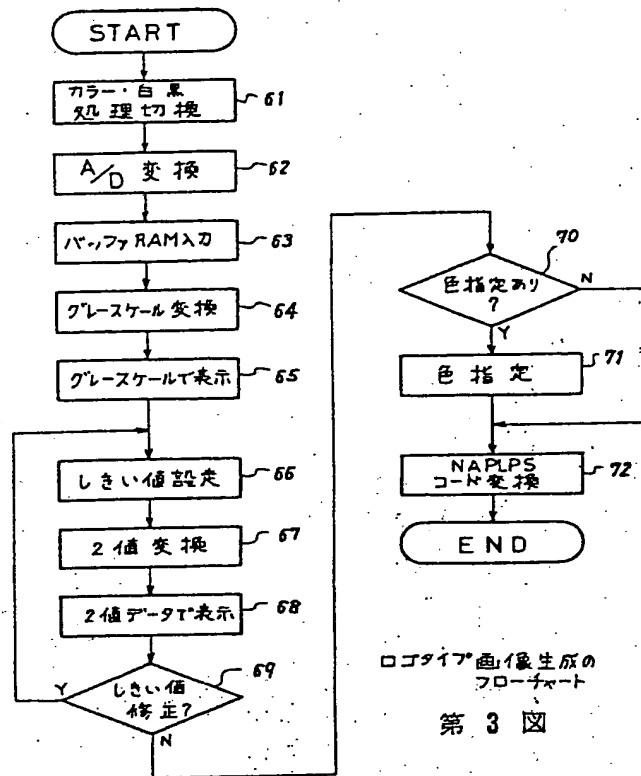 START
カラー・白黒
処理切換
61
A/D 変換
62
バッファRAM入力
63
グレースケール変換
64
グレースケールで表示
65
しきい値設定
66
2値変換
67
2値データで表示
68
しきい値
修正?
69
Y
N
色指定あり
?
70
N
Y
色指定
71
NAPLPS
コード変換
72
END
ロゴタイプ画像生成の
フローチャート
第 3 図